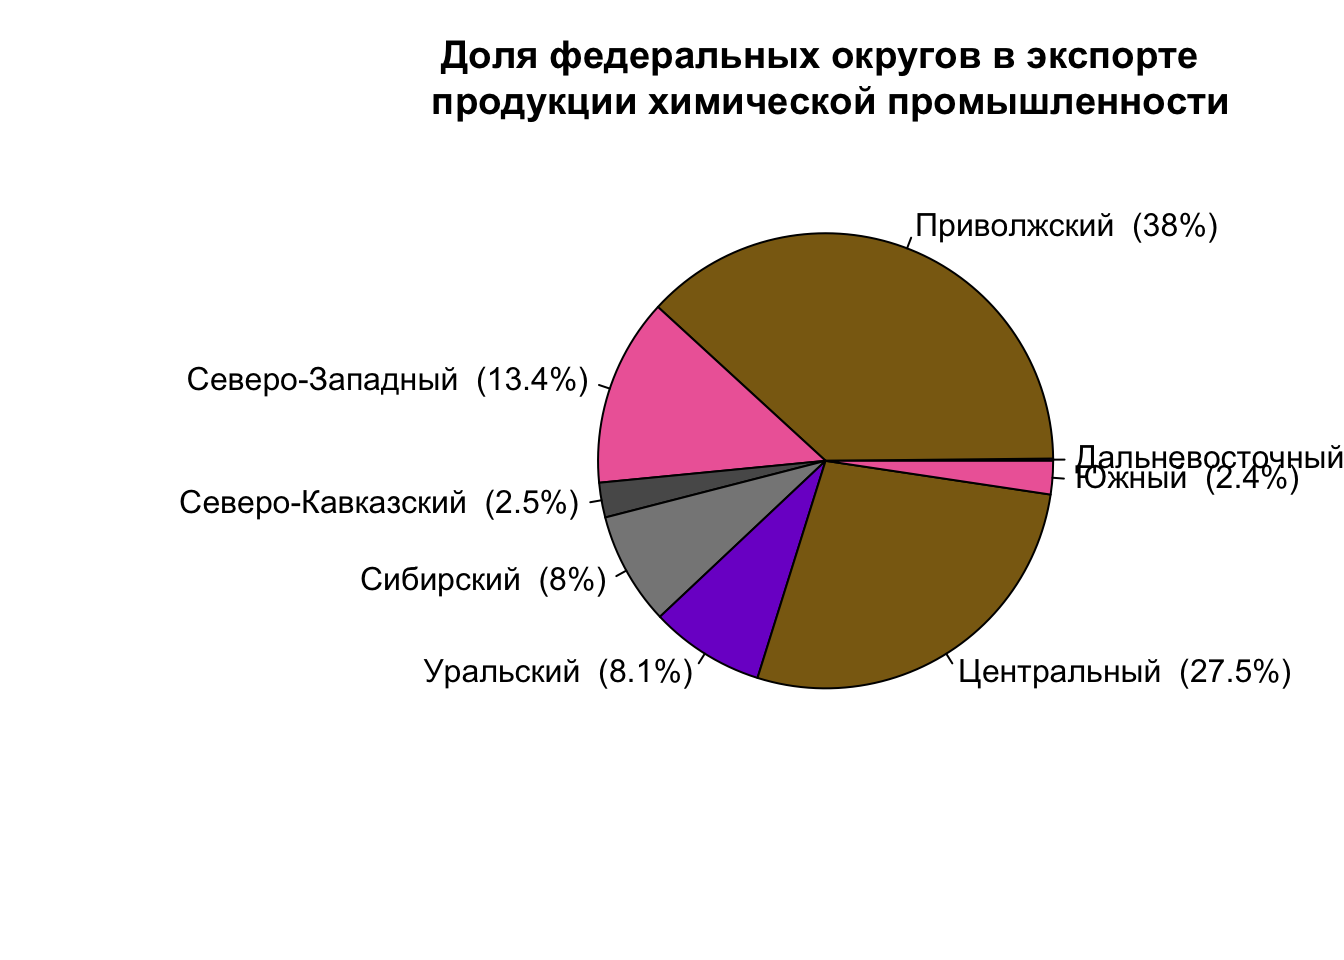 Доля федеральных округов в экспорте
продукции химической промышленности
Приволжский (38%)
Северо-Западный (13.4%)
Дальневосточный
Южный (2.4%)
Северо-Кавказский (2.5%)
Сибирский (8%)
Уральский (8.1%)
Центральный (27.5%)